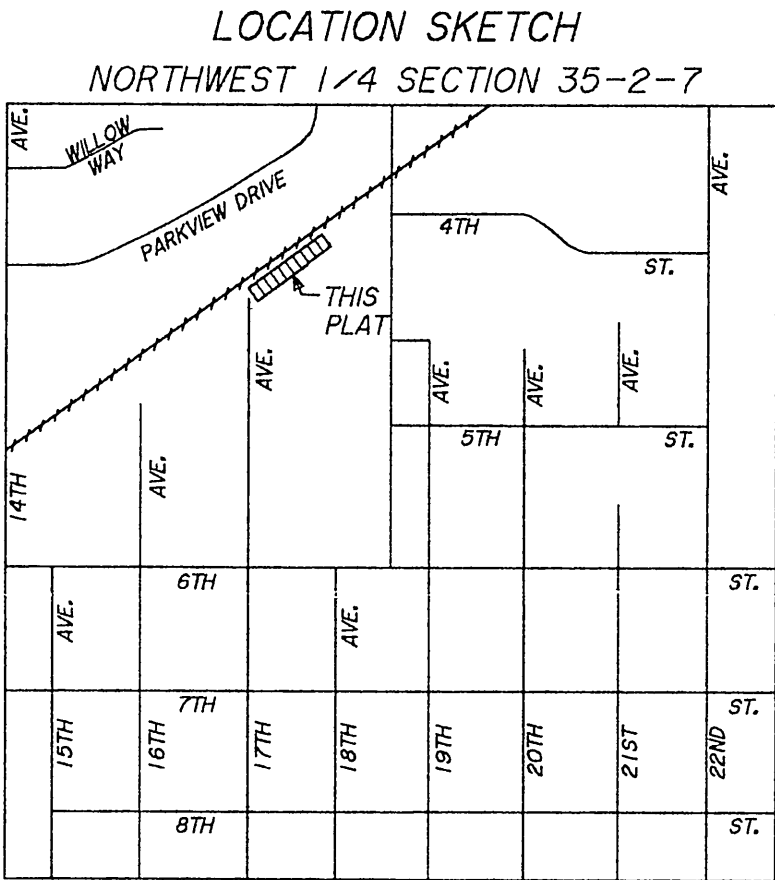 LOCATION SKETCH
NORTHWEST 1/4 SECTION 35-2-7
AVE.
WILLOW
WAY
PARKVIEW DRIVE
AVE.
4TH
ST.
THIS
PLAT
AVE.
AVE.
AVE.
AVE.
5TH
ST.
14TH
AVE.
6TH
ST.
AVE.
AVE.
7TH
ST.
15TH
16TH
17TH
18TH
19TH
20TH
21ST
22ND
8TH
ST.